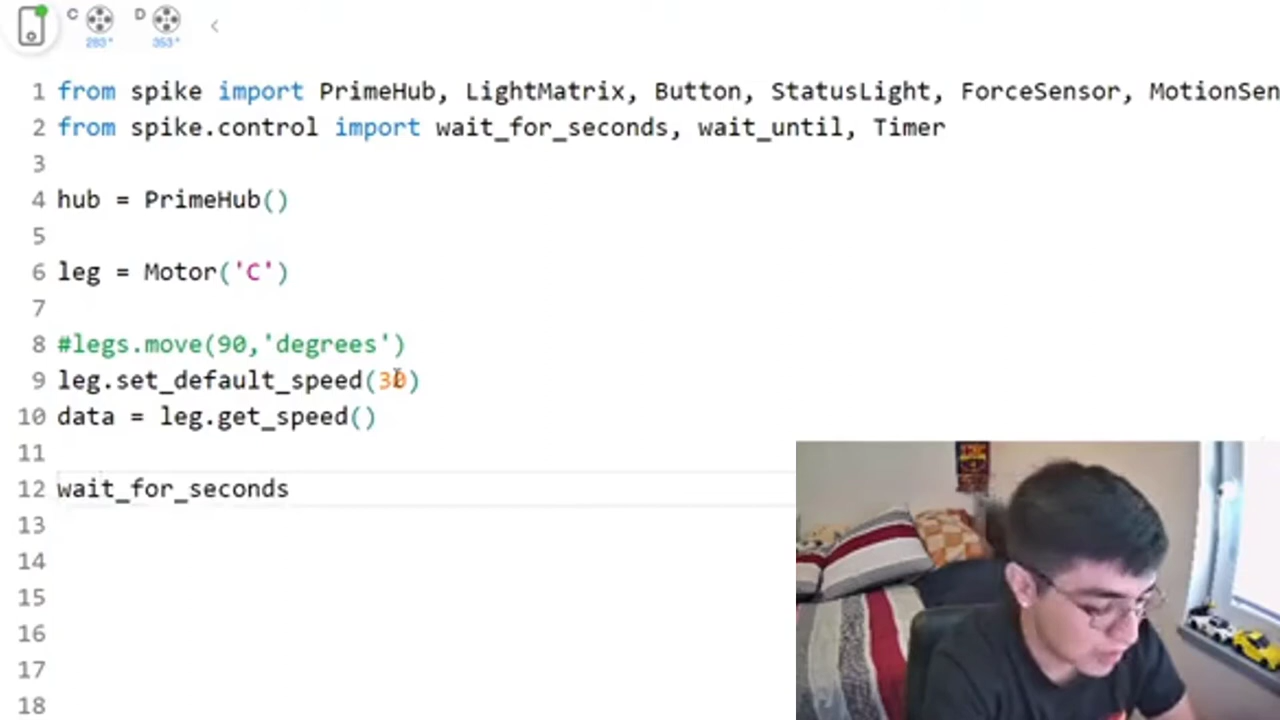 C D
283° 353°
1 from spike import PrimeHub, LightMatrix, Button, StatusLight, ForceSensor, MotionSen
2 from spike.control import wait_for_seconds, wait_until, Timer
3
4 hub = PrimeHub()
5
6 leg = Motor('C')
7
8 #legs.move(90,'degrees')
9 leg.set_default_speed(30)
10 data = leg.get_speed()
11
12 wait_for_seconds
13
14
15
16
17
18